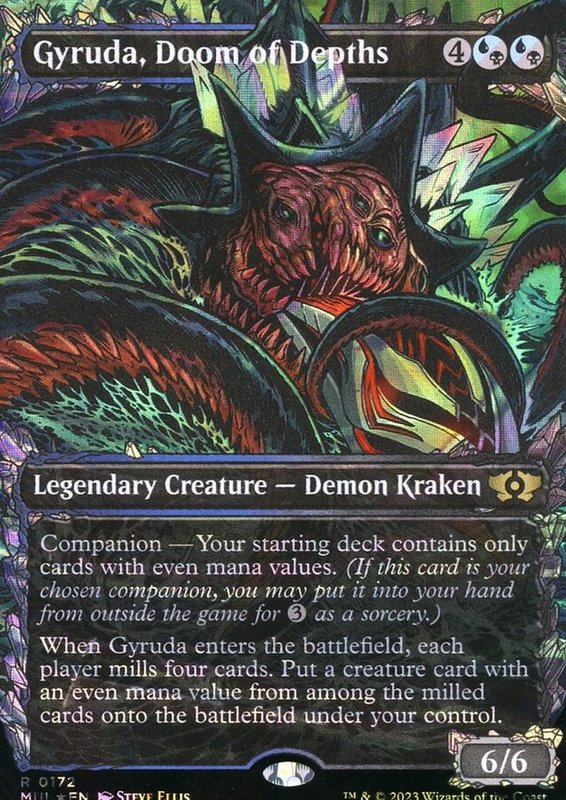 Gyruda, Doom of Depths 4
Legendary Creature — Demon Kraken
Companion — Your starting deck contains only
cards with even mana values. (If this card is your
chosen companion, you may put it into your hand
from outside the game for 3 as a sorcery.)
When Gyruda enters the battlefield, each
player mills four cards. Put a creature card with
an even mana value from among the milled
cards onto the battlefield under your control.
6/6
R 0172
MUL ★ EN Steve Ellis ™ & © 2023 Wizards of the Coast